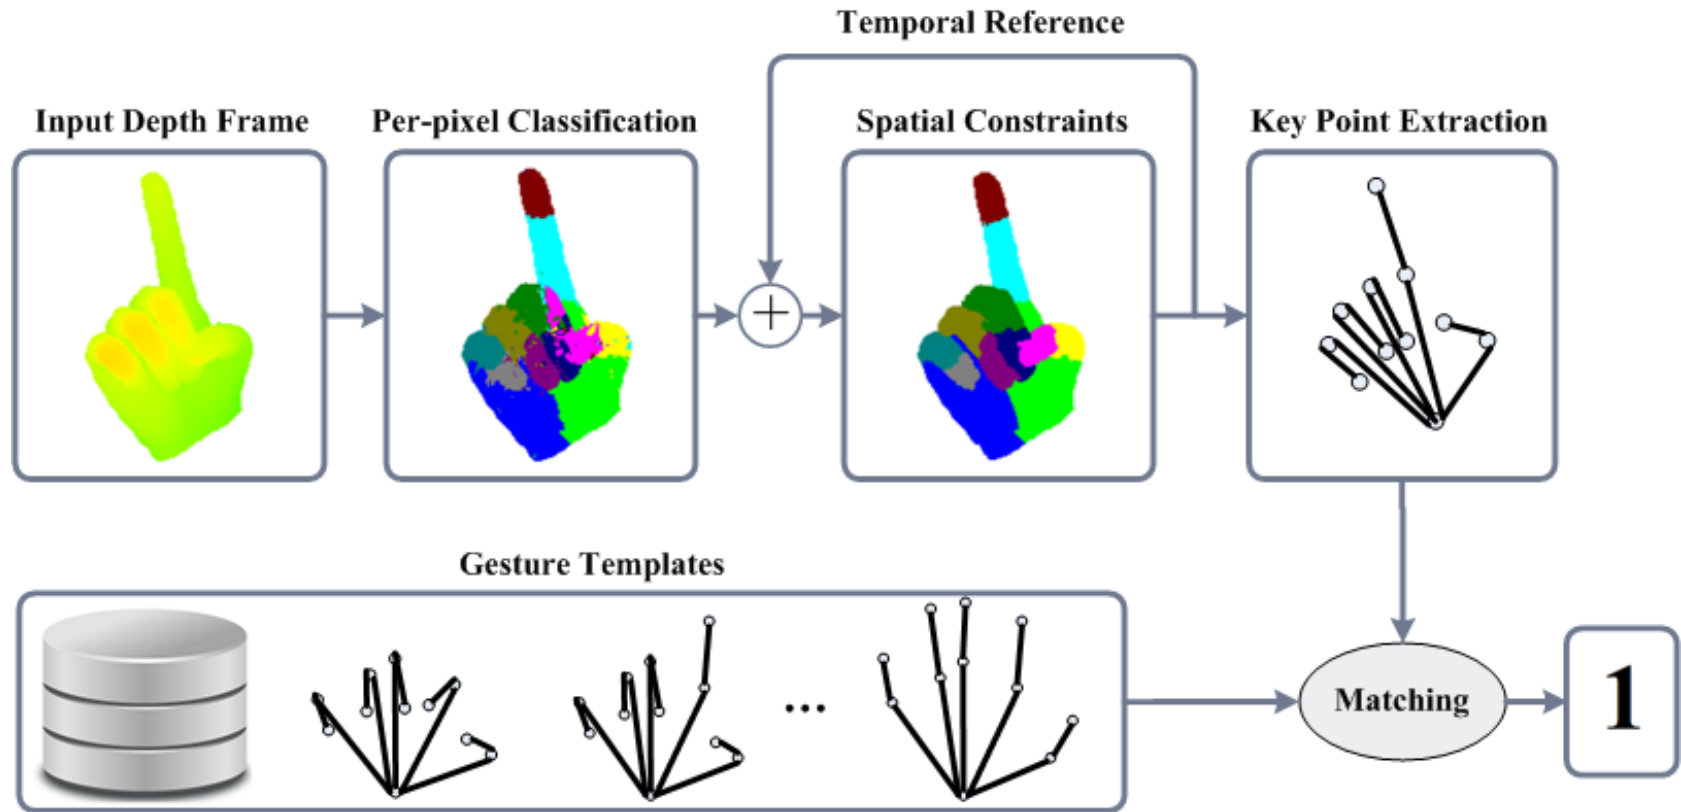 Temporal Reference
Input Depth Frame
Per-pixel Classification
Spatial Constraints
Key Point Extraction
+
Gesture Templates
...
Matching
1